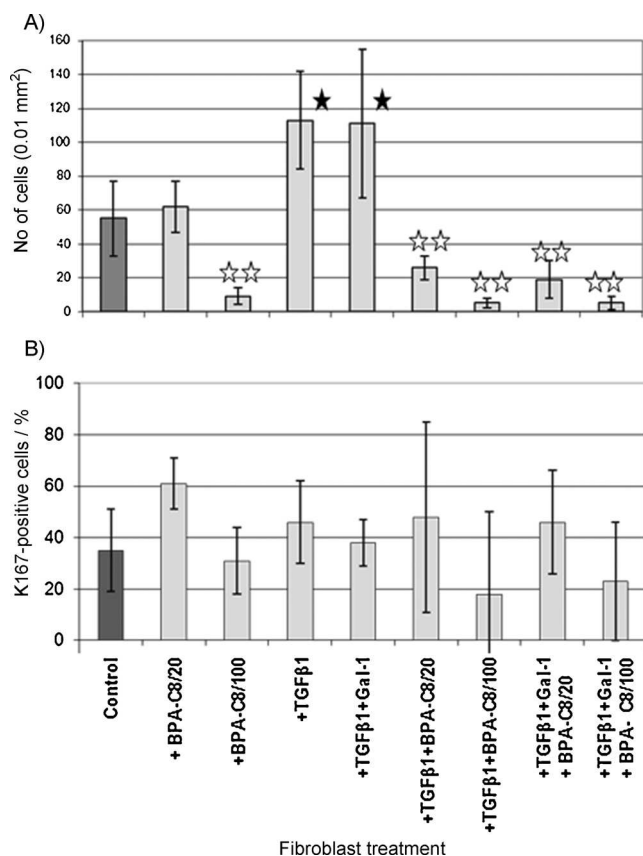 A)
No of cells (0.01 mm²)
160
140
120
100
80
60
40
20
0
B)
K167-positive cells / %
100
80
60
40
20
0
Control
+ BPA-C8/20
+BPA-C8/100
+TGFβ1
+TGFβ1+Gal-1
+TGFβ1+BPA-C8/20
+TGFβ1+BPA-C8/100
+TGFβ1+Gal-1
+ BPA-C8/20
+TGFβ1+Gal-1
+ BPA- C8/100
Fibroblast treatment